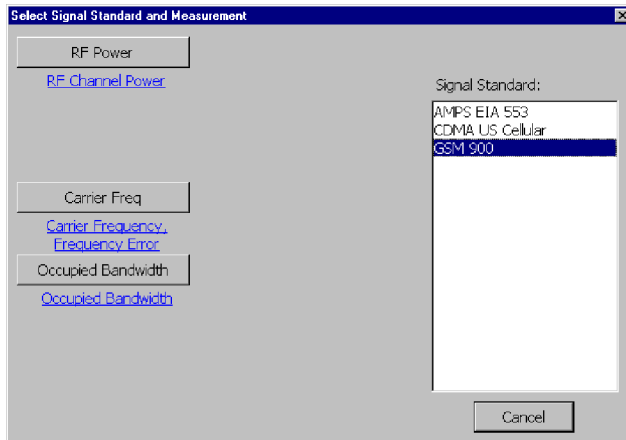 Select Signal Standard and Measurement
RF Power
RF Channel Power
Carrier Freq
Carrier Frequency,
Frequency Error
Occupied Bandwidth
Occupied Bandwidth
Signal Standard:
AMPS EIA 553
CDMA US Cellular
GSM 900
Cancel